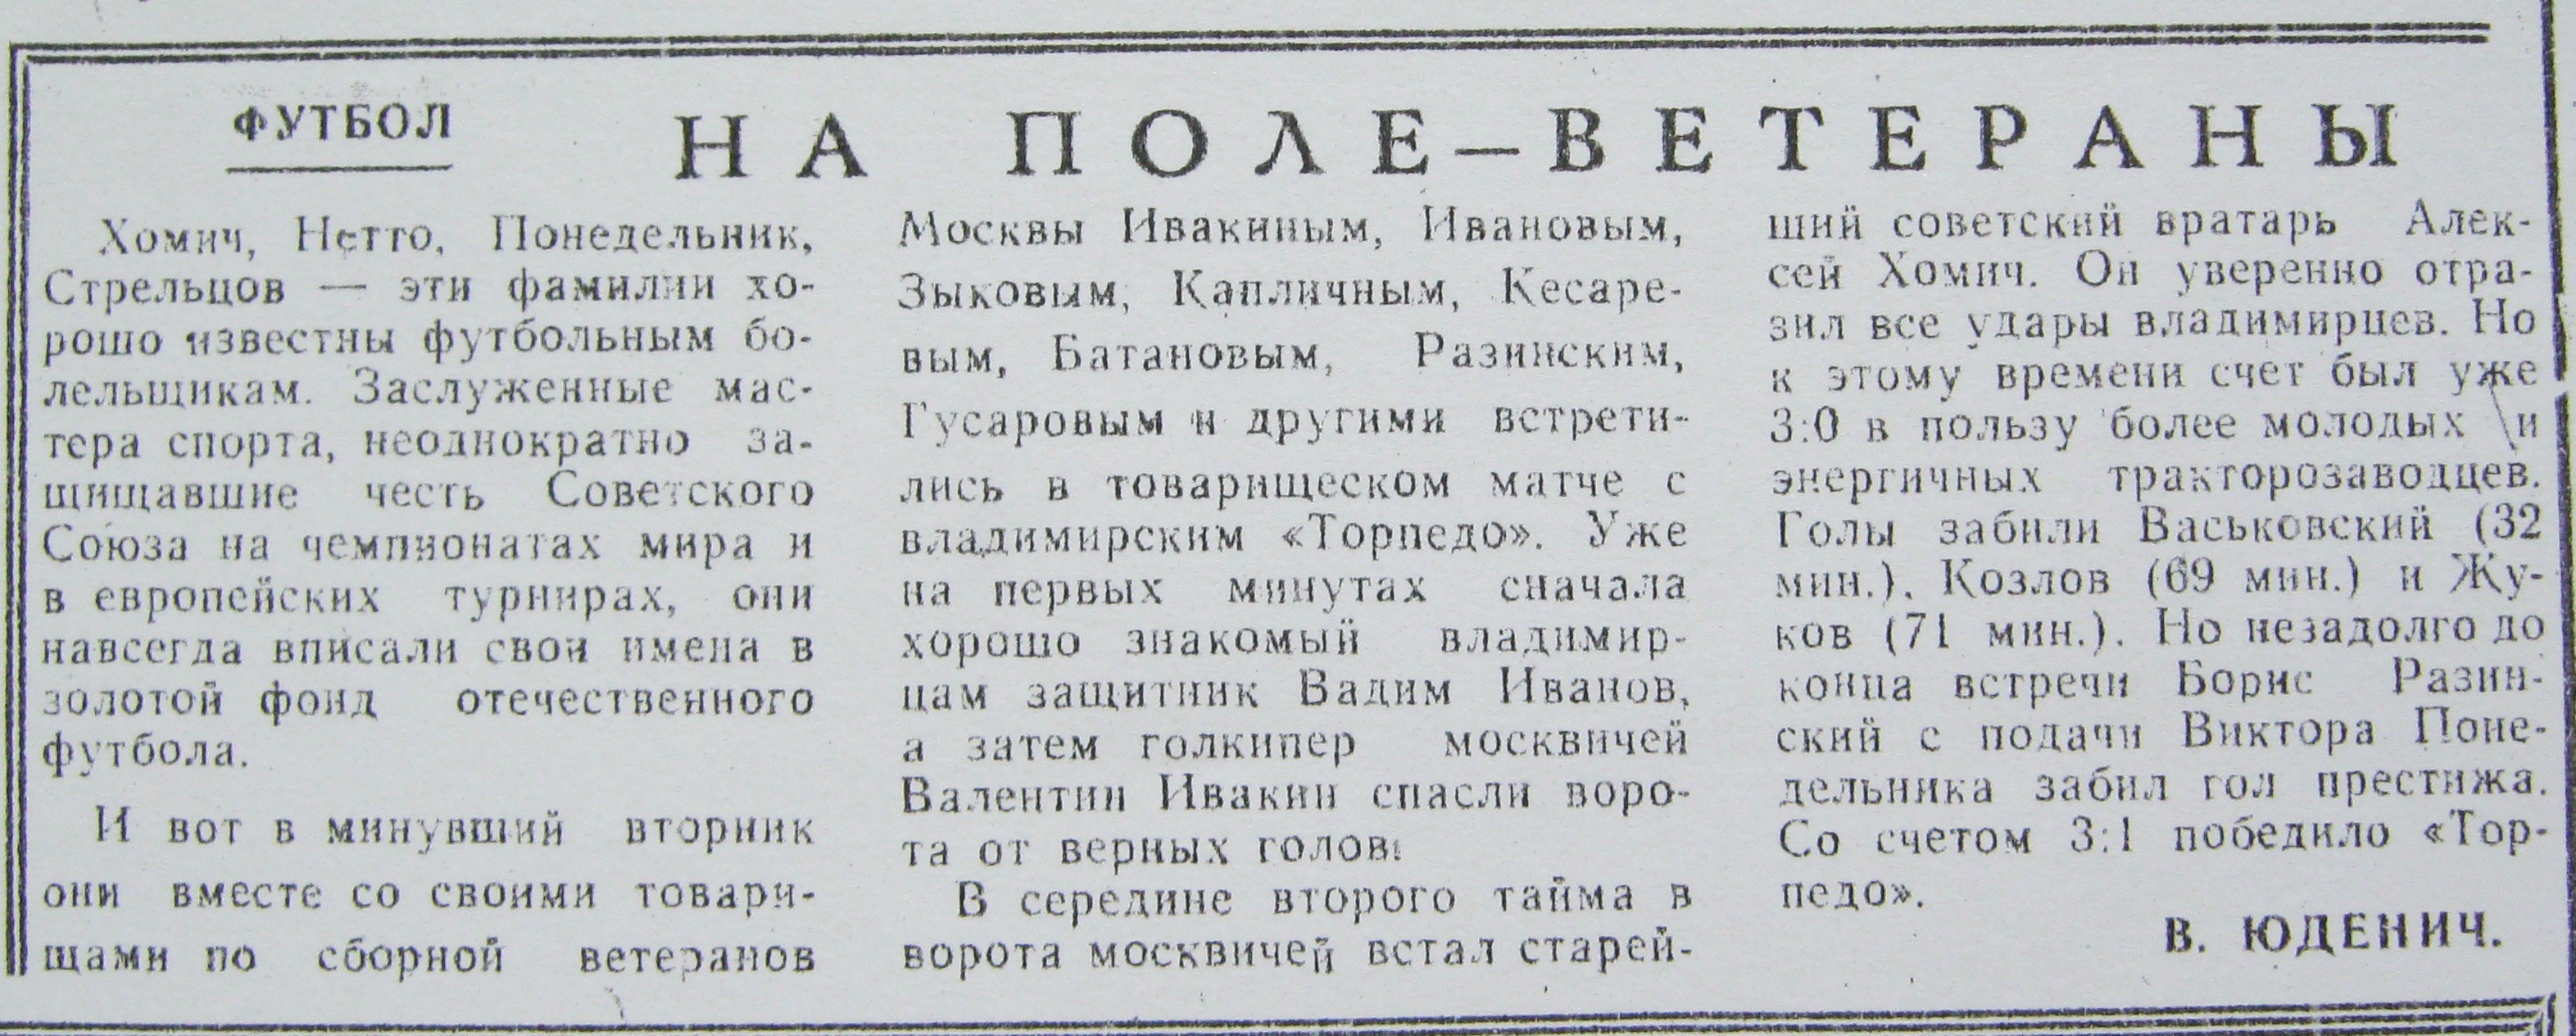 ФУТБОЛ
НА ПОЛЕ — ВЕТЕРАНЫ
Хомич, Нетто, Понедельник,
Стрельцов — эти фамилии хо-
рошо известны футбольным бо-
лельщикам. Заслуженные мас-
тера спорта, неоднократно за-
щищавшие честь Советского
Союза на чемпионатах мира и
в европейских турнирах, они
навсегда вписали свои имена в
золотой фонд отечественного
футбола.
И вот в минувший вторник
они вместе со своими товари-
щами по сборной ветеранов
Москвы Ивакиным, Ивановым,
Зыковым, Капличным, Кесаре-
вым, Батановым, Разинским,
Гусаровым и другими встрети-
лись в товарищеском матче с
владимирским «Торпедо». Уже
на первых минутах сначала
хорошо знакомый владимир-
цам защитник Вадим Иванов,
а затем голкипер москвичей
Валентин Ивакин спасли воро-
та от верных голов.
В середине второго тайма в
ворота москвичей встал старей-
ший советский вратарь Алек-
сей Хомич. Он уверенно отра-
зил все удары владимирцев. Но
к этому времени счет был уже
3:0 в пользу более молодых и
энергичных тракторозаводцев.
Голы забили Васьковский (32
мин.), Козлов (69 мин.) и Жу-
ков (71 мин.). Но незадолго до
конца встречи Борис Разин-
ский с подачи Виктора Поне-
дельника забил гол престижа.
Со счетом 3:1 победило «Тор-
педо».
В. ЮДЕНИЧ.